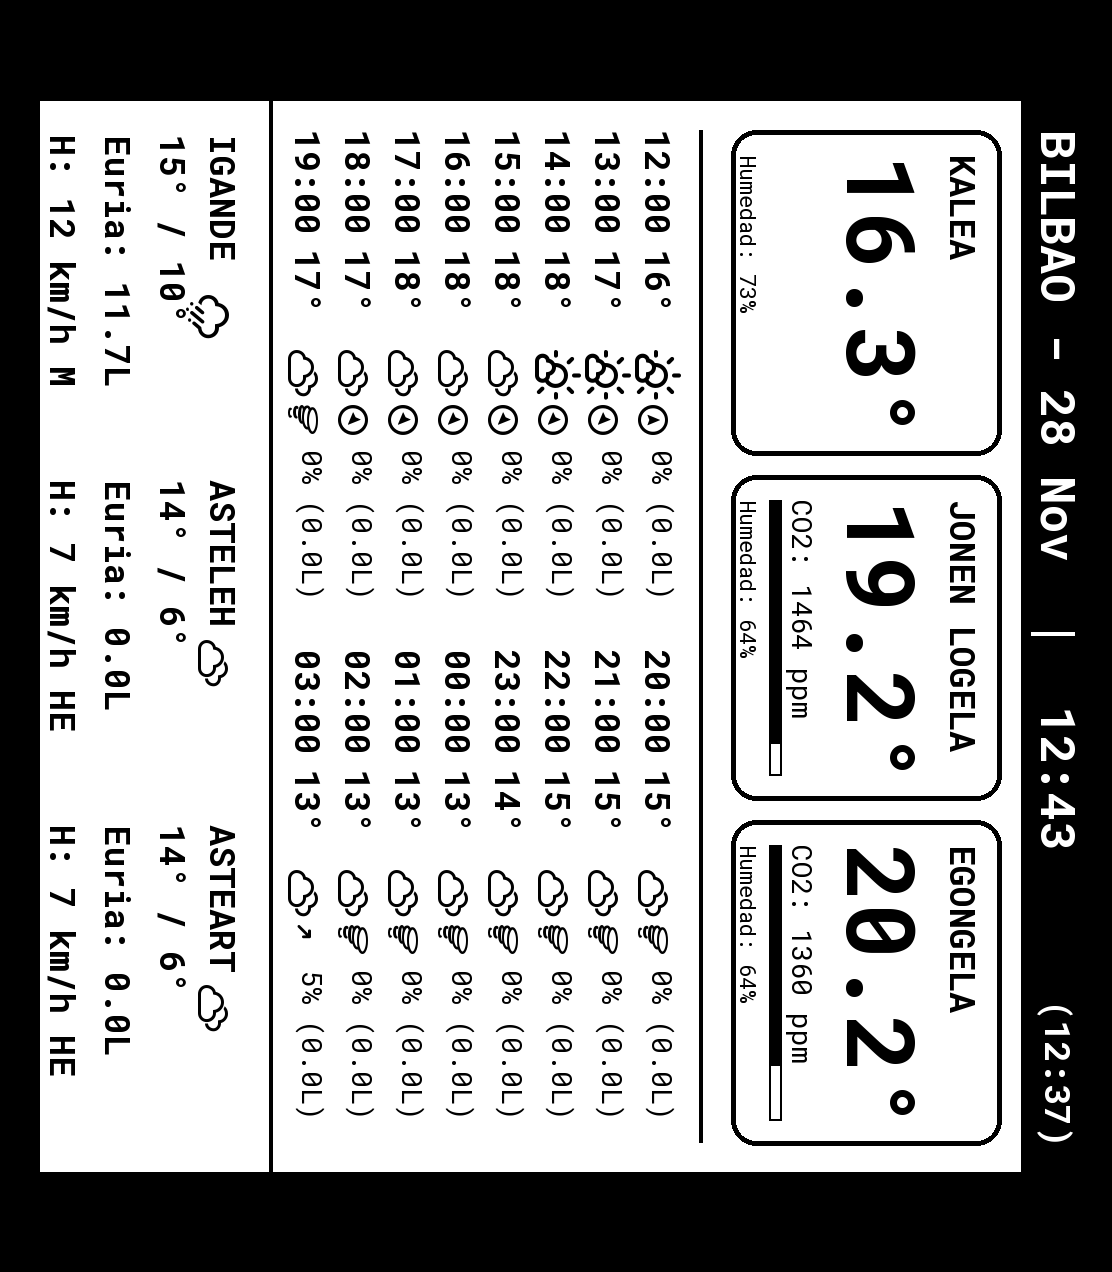 BILBAO - 28 Nov | 12:43 (12:37)
KALEA
16.3°
Humedad: 73%
JONEN LOGELA
19.2°
CO2: 1464 ppm
Humedad: 64%
EGONGELA
20.2°
CO2: 1360 ppm
Humedad: 64%
12:00 16° 0% (0.0L)
13:00 17° 0% (0.0L)
14:00 18° 0% (0.0L)
15:00 18° 0% (0.0L)
16:00 18° 0% (0.0L)
17:00 18° 0% (0.0L)
18:00 17° 0% (0.0L)
19:00 17° 0% (0.0L)
20:00 15° 0% (0.0L)
21:00 15° 0% (0.0L)
22:00 15° 0% (0.0L)
23:00 14° 0% (0.0L)
00:00 13° 0% (0.0L)
01:00 13° 0% (0.0L)
02:00 13° 0% (0.0L)
03:00 13° 5% (0.0L)
IGANDE
15° / 10°
Euria: 11.7L
H: 12 km/h M
ASTELEH
14° / 6°
Euria: 0.0L
H: 7 km/h HE
ASTEART
14° / 6°
Euria: 0.0L
H: 7 km/h HE